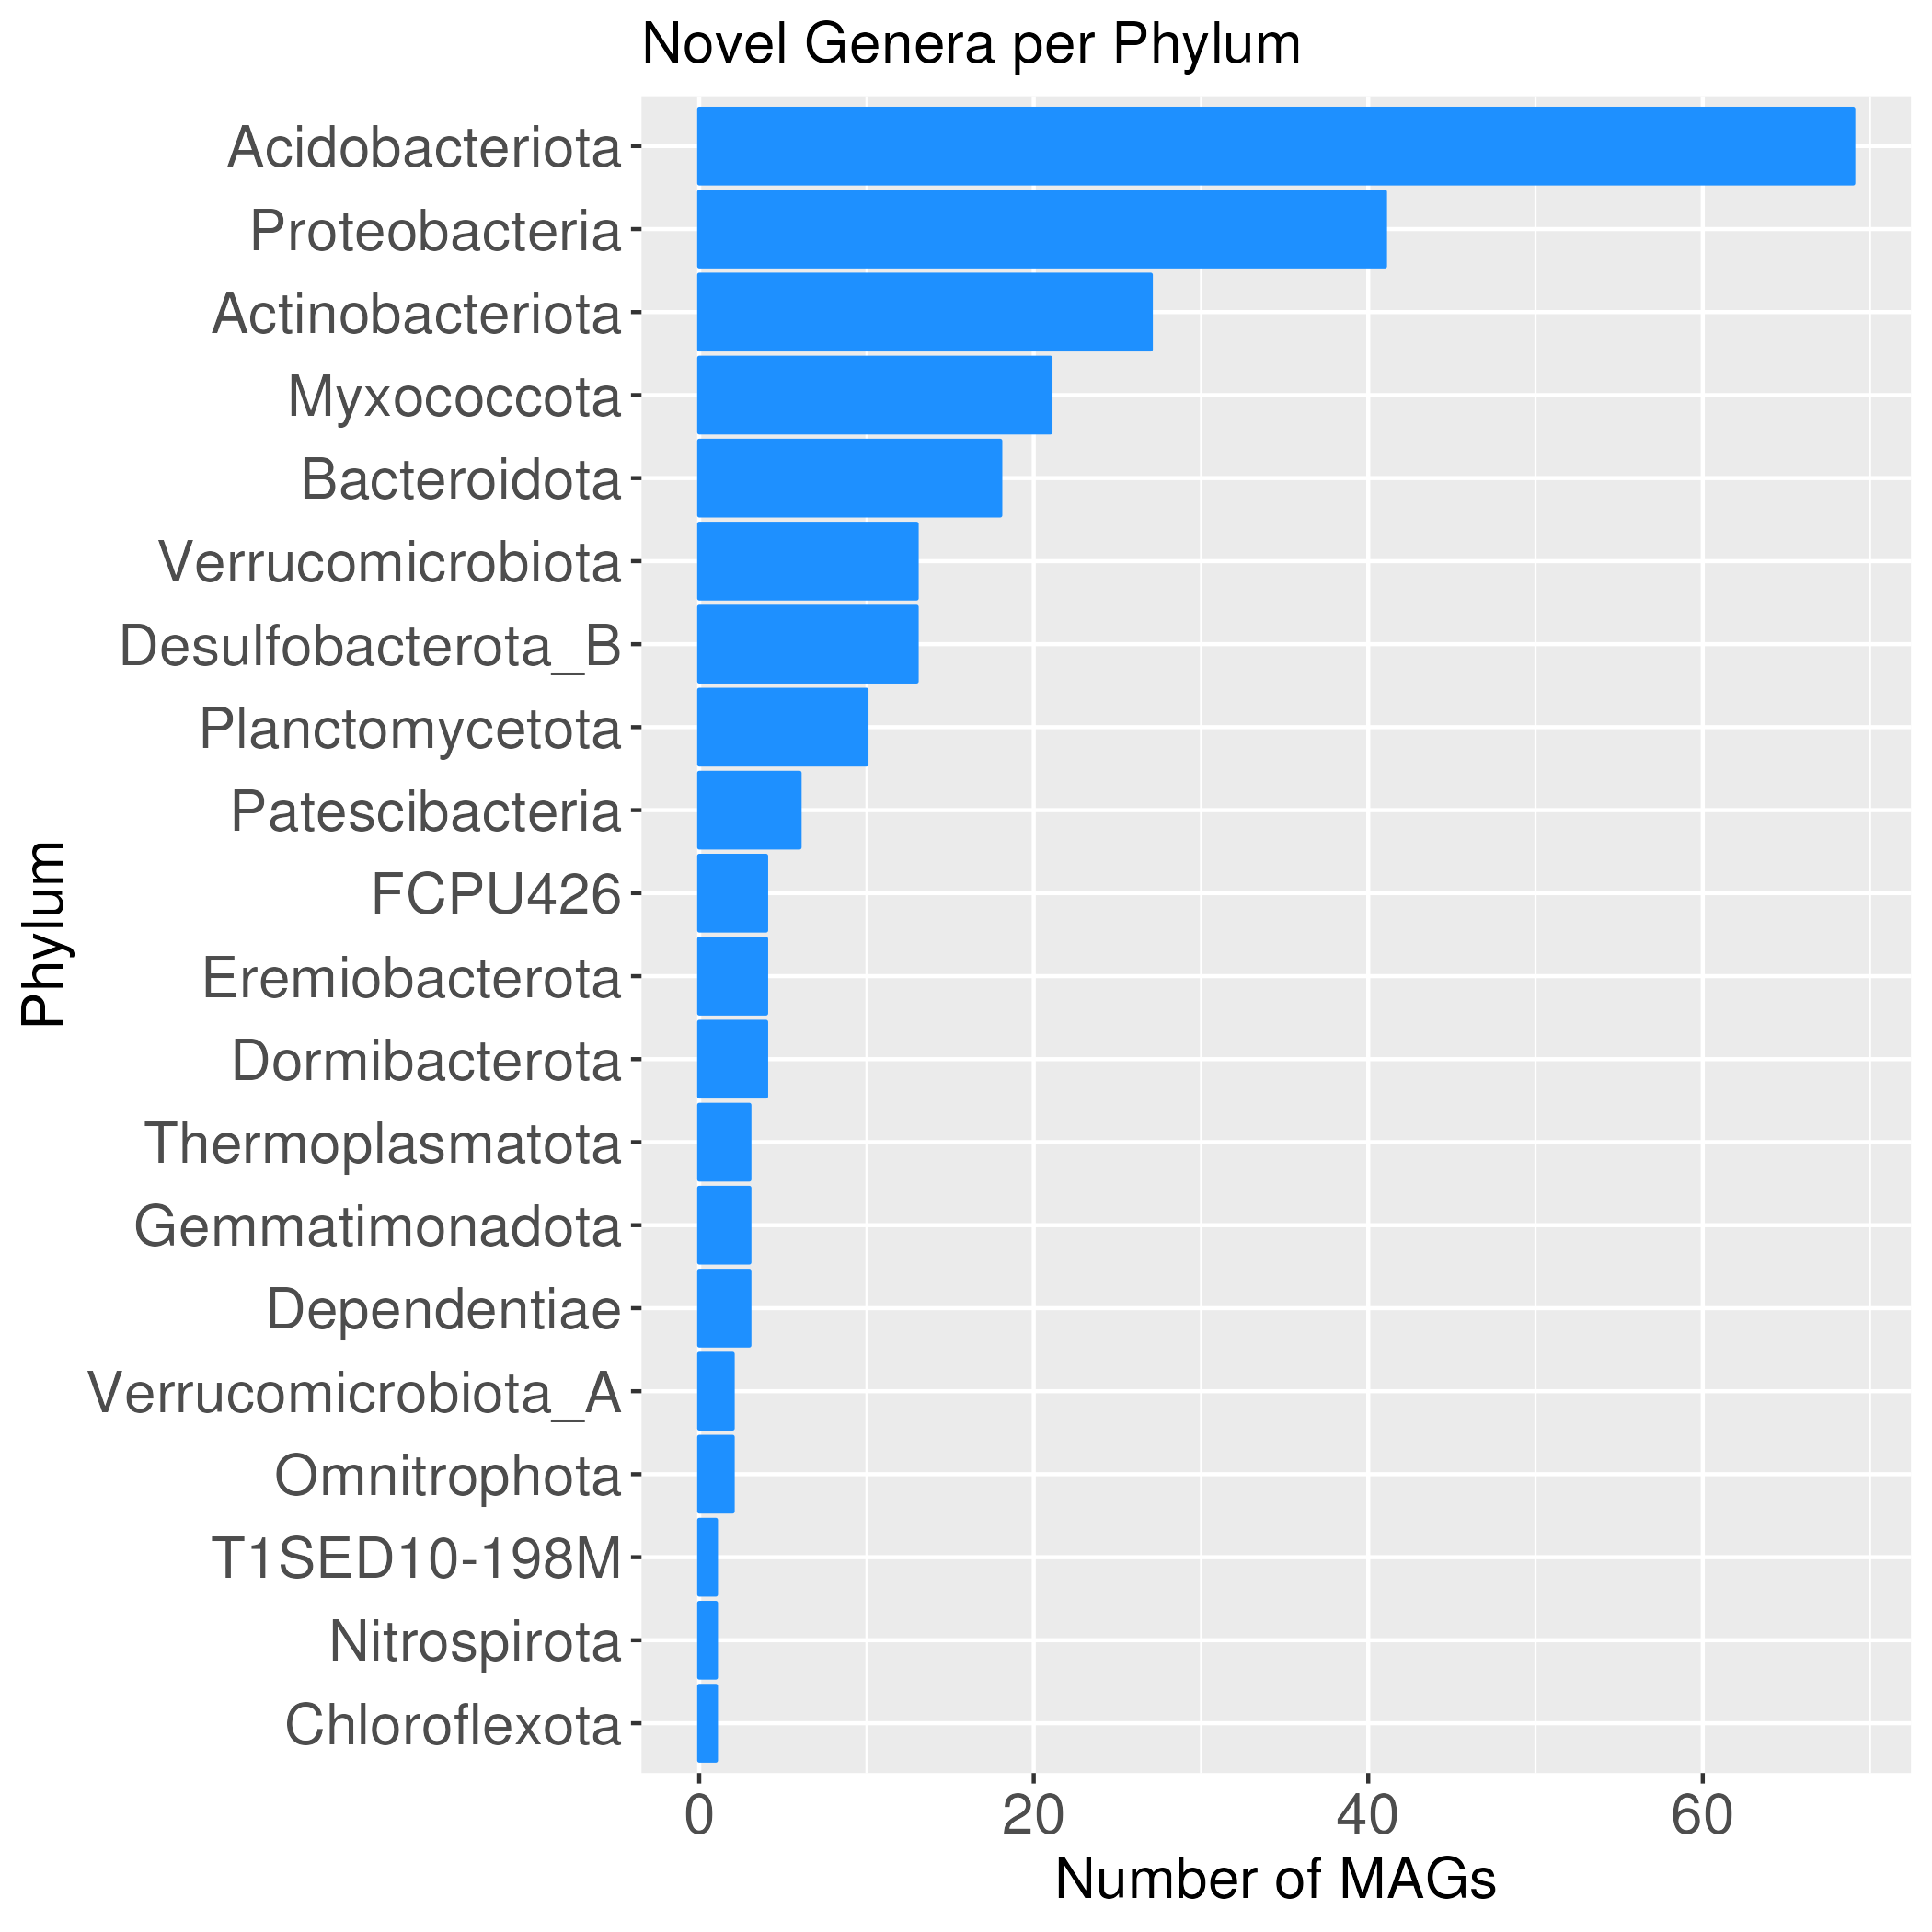 Novel Genera per Phylum
Acidobacteriota
Proteobacteria
Actinobacteriota
Myxococcota
Bacteroidota
Verrucomicrobiota
Desulfobacterota_B
Planctomycetota
Patescibacteria
FCPU426
Eremiobacterota
Dormibacterota
Thermoplasmatota
Gemmatimonadota
Dependentiae
Verrucomicrobiota_A
Omnitrophota
T1SED10-198M
Nitrospirota
Chloroflexota
Phylum
0 20 40 60
Number of MAGs